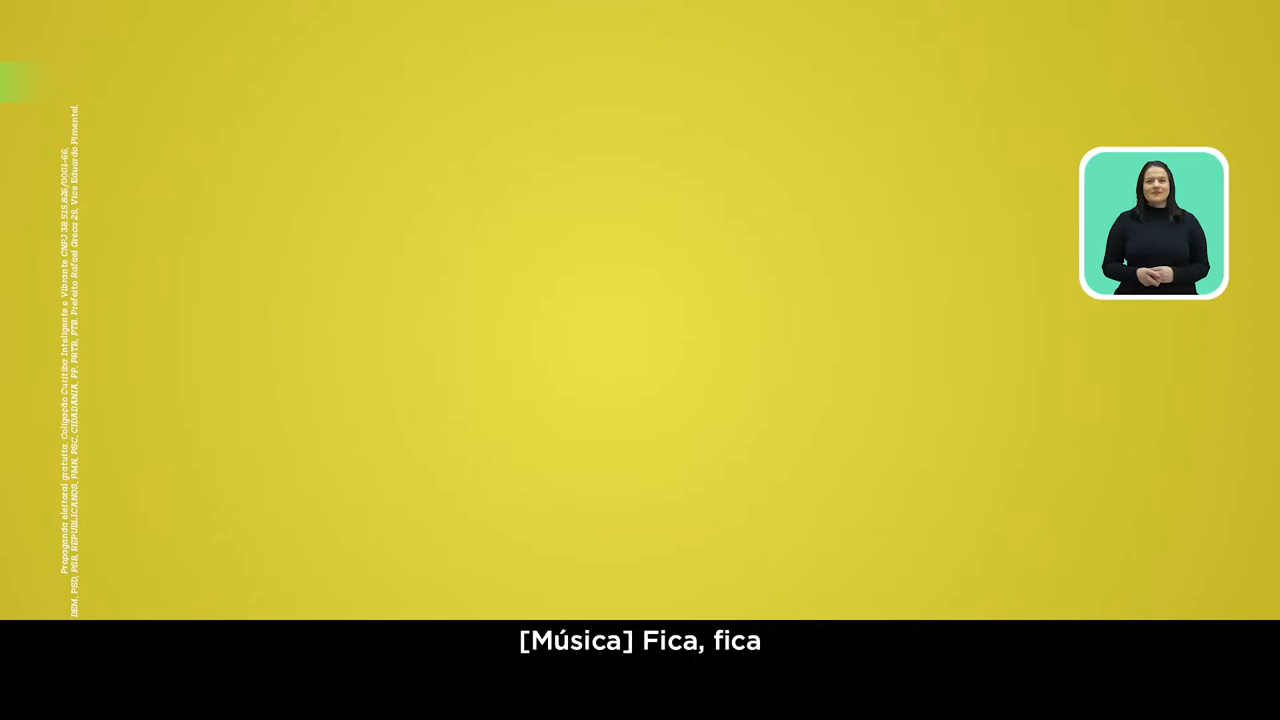 Propaganda eleitoral gratuita. Coligação Curitiba Inteligente e Vibrante CNPJ 38.515.826/0001-66,
DEM, PSD, PSB, REPUBLICANOS, PMN, PSC, CIDADANIA, PP, PRTB, PTB. Prefeito Rafael Greca 25, Vice Eduardo Pimentel.
[Música] Fica, fica